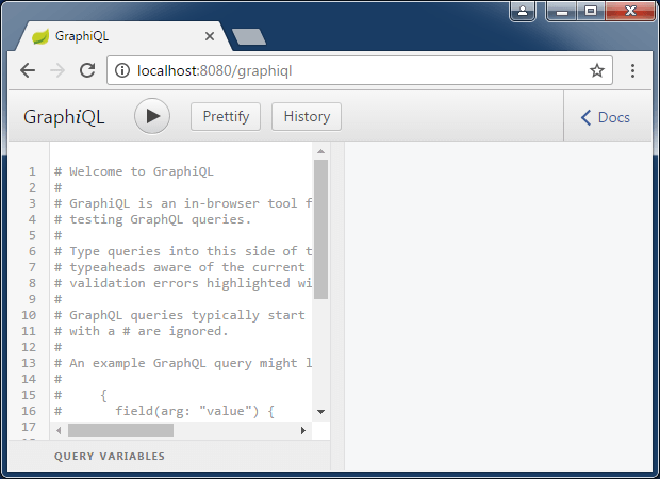 GraphiQL
localhost:8080/graphiql
GraphiQL
Prettify
History
Docs
1 # Welcome to GraphiQL
2 #
3 # GraphiQL is an in-browser tool f
4 # testing GraphQL queries.
5 #
6 # Type queries into this side of t
7 # typeaheads aware of the current
8 # validation errors highlighted wi
9 #
10 # GraphQL queries typically start
11 # with a # are ignored.
12 #
13 # An example GraphQL query might l
14 #
15 # {
16 # field(arg: "value") {
17
QUERY VARIABLES